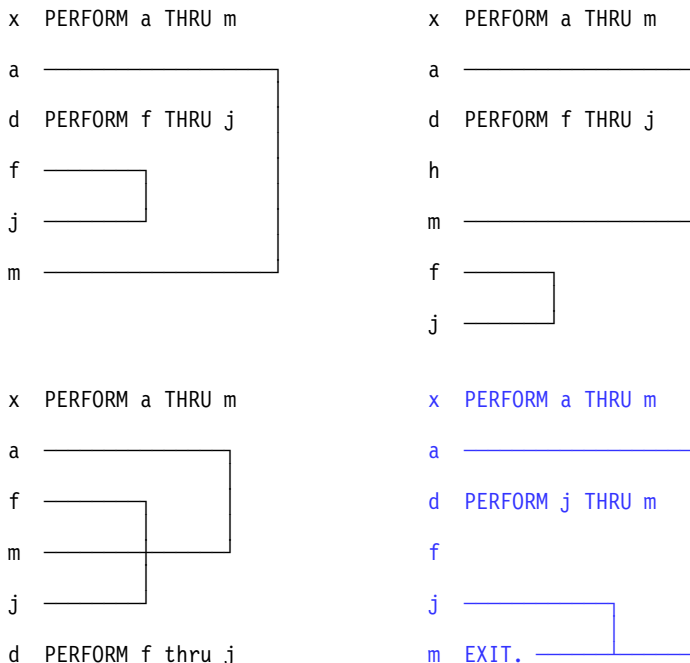 x PERFORM a THRU m
a
d PERFORM f THRU j
f
j
m
x PERFORM a THRU m
a
d PERFORM f THRU j
h
m
f
j
x PERFORM a THRU m
a
f
m
j
d PERFORM f thru j
x PERFORM a THRU m
a
d PERFORM j THRU m
f
j
m EXIT.